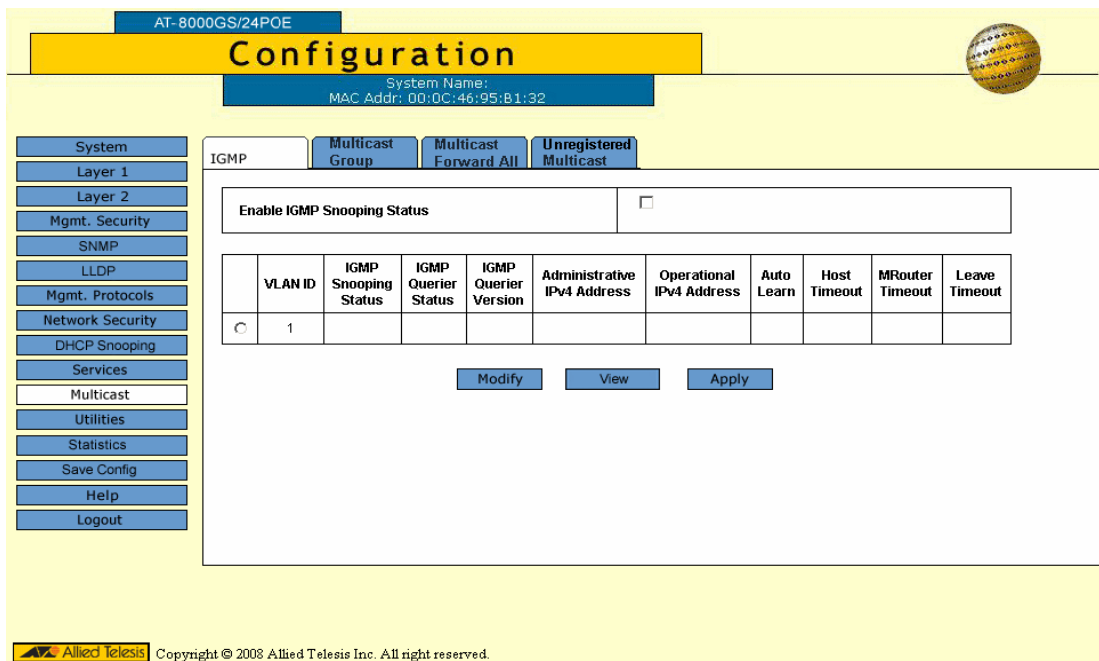 AT-8000GS/24POE
Configuration
System Name:
MAC Addr: 00:0C:46:95:B1:32
System
Layer 1
Layer 2
Mgmt. Security
SNMP
LLDP
Mgmt. Protocols
Network Security
DHCP Snooping
Services
Multicast
Utilities
Statistics
Save Config
Help
Logout
IGMP
Multicast
Group
Multicast
Forward All
Unregistered
Multicast
Enable IGMP Snooping Status
VLAN ID
IGMP
Snooping
Status
IGMP
Querier
Status
IGMP
Querier
Version
Administrative
IPv4 Address
Operational
IPv4 Address
Auto
Learn
Host
Timeout
MRouter
Timeout
Leave
Timeout
1
Modify
View
Apply
Allied Telesis
Copyright © 2008 Allied Telesis Inc. All right reserved.